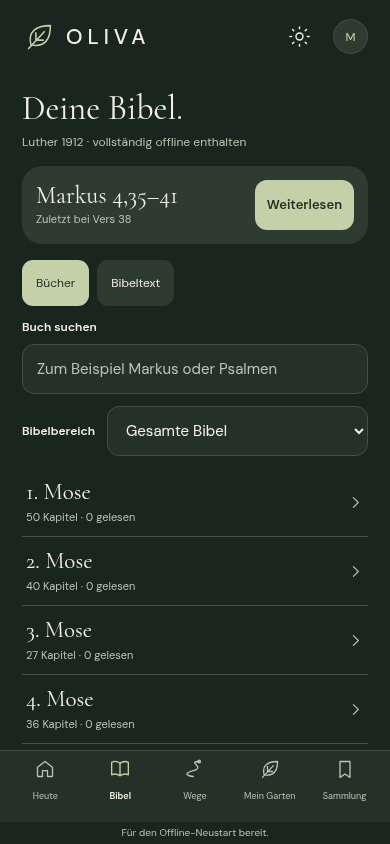 OLIVA
M
Deine Bibel.
Luther 1912 · vollständig offline enthalten
Markus 4,35–41
Zuletzt bei Vers 38
Weiterlesen
Bücher
Bibeltext
Buch suchen
Zum Beispiel Markus oder Psalmen
Bibelbereich
Gesamte Bibel
1. Mose
50 Kapitel · 0 gelesen
2. Mose
40 Kapitel · 0 gelesen
3. Mose
27 Kapitel · 0 gelesen
4. Mose
36 Kapitel · 0 gelesen
Heute
Bibel
Wege
Mein Garten
Sammlung
Für den Offline-Neustart bereit.